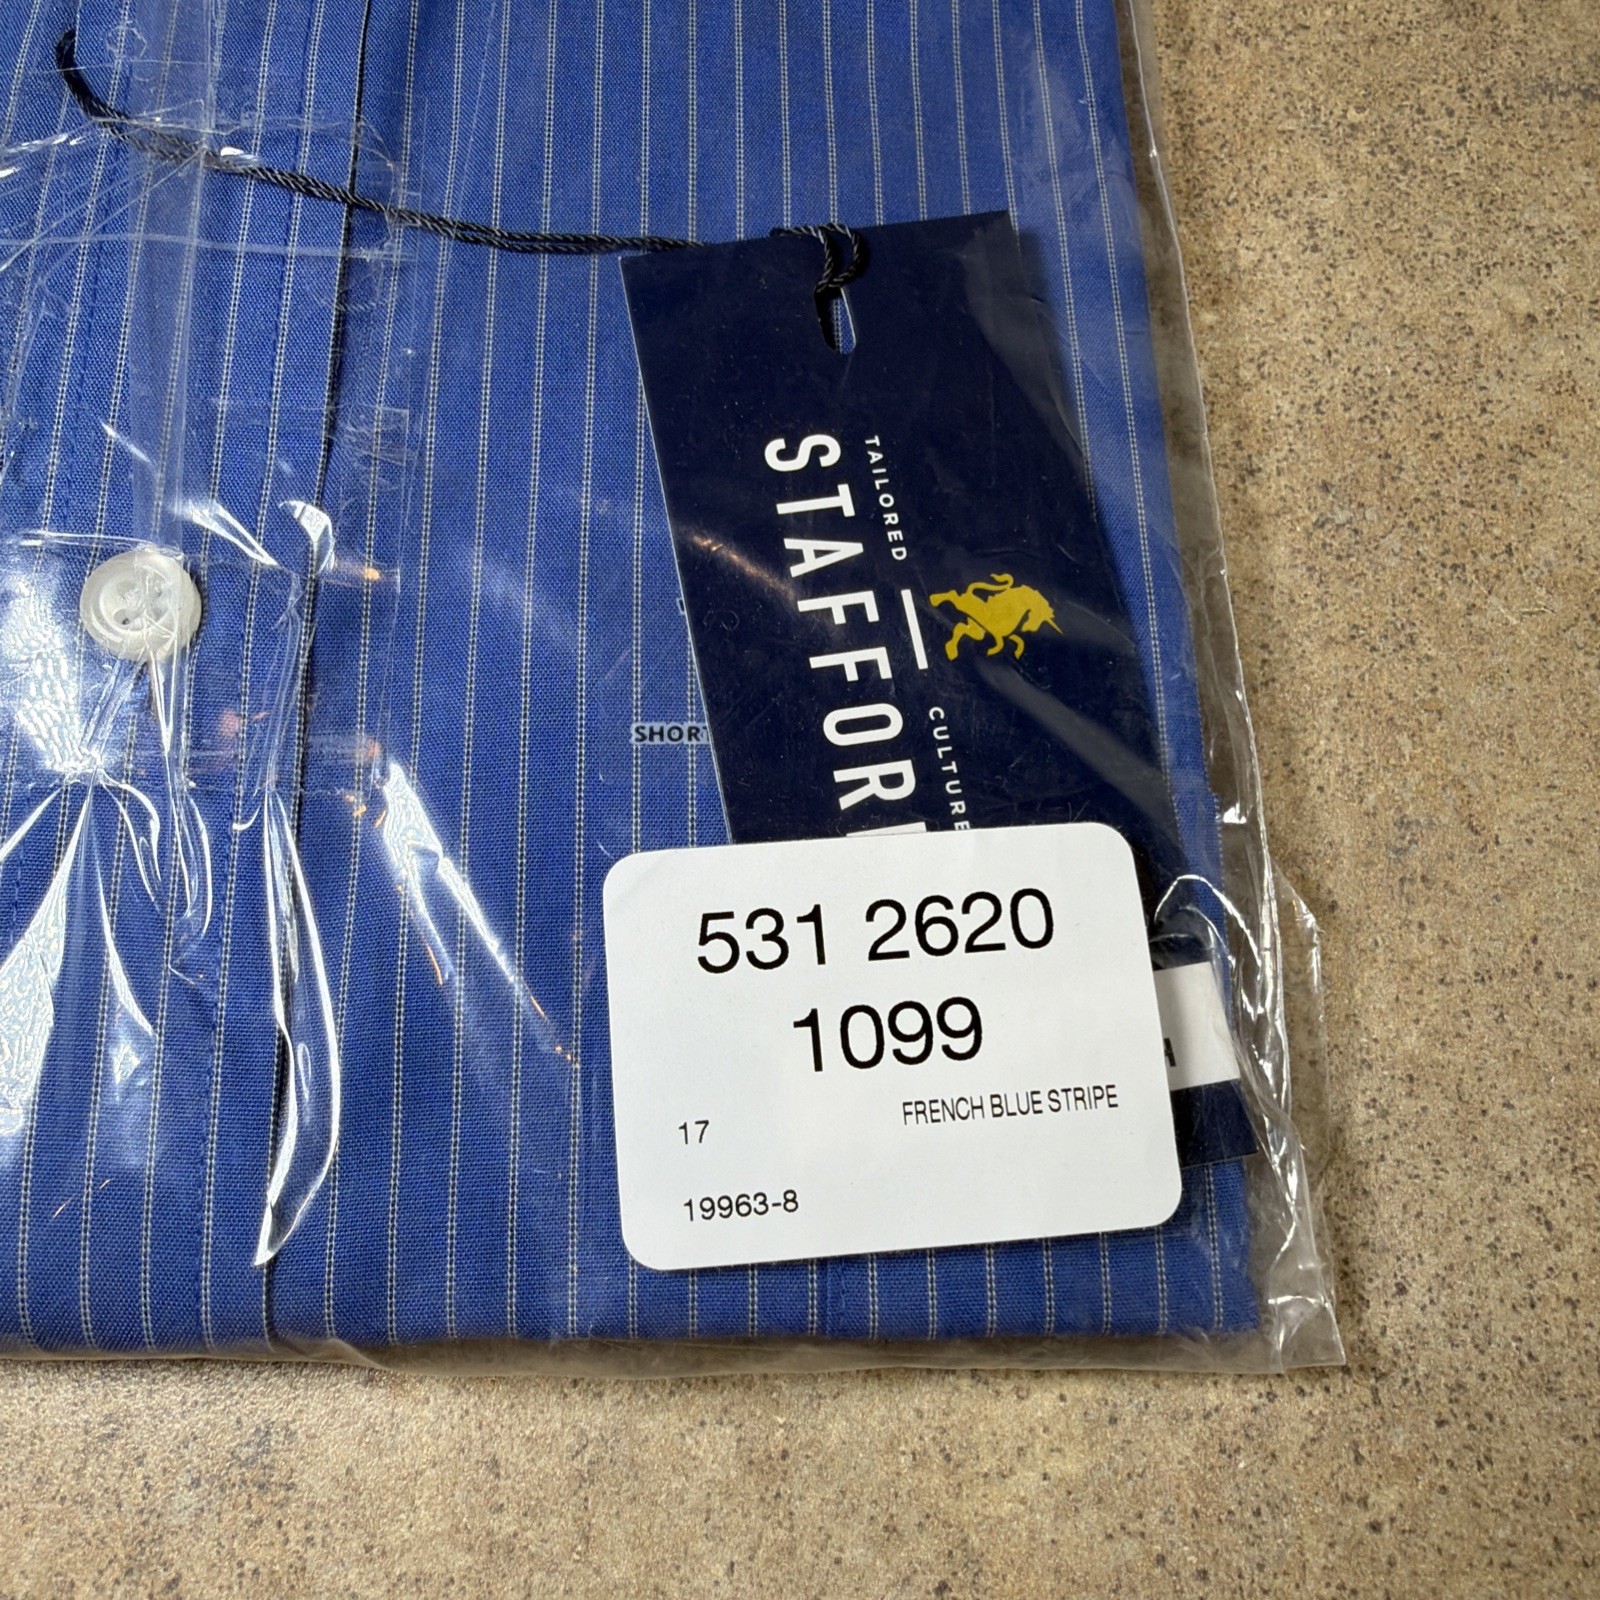 TAILORED CULTURE
STAFFOR
SHORT
531 2620
1099
FRENCH BLUE STRIPE
17
19963-8
H